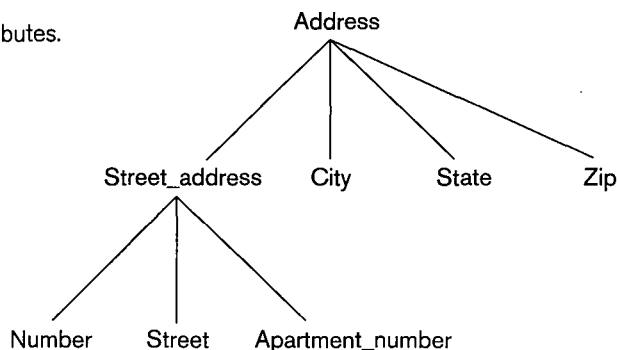 Address
butes.
Street_address City State Zip
Number Street Apartment_number